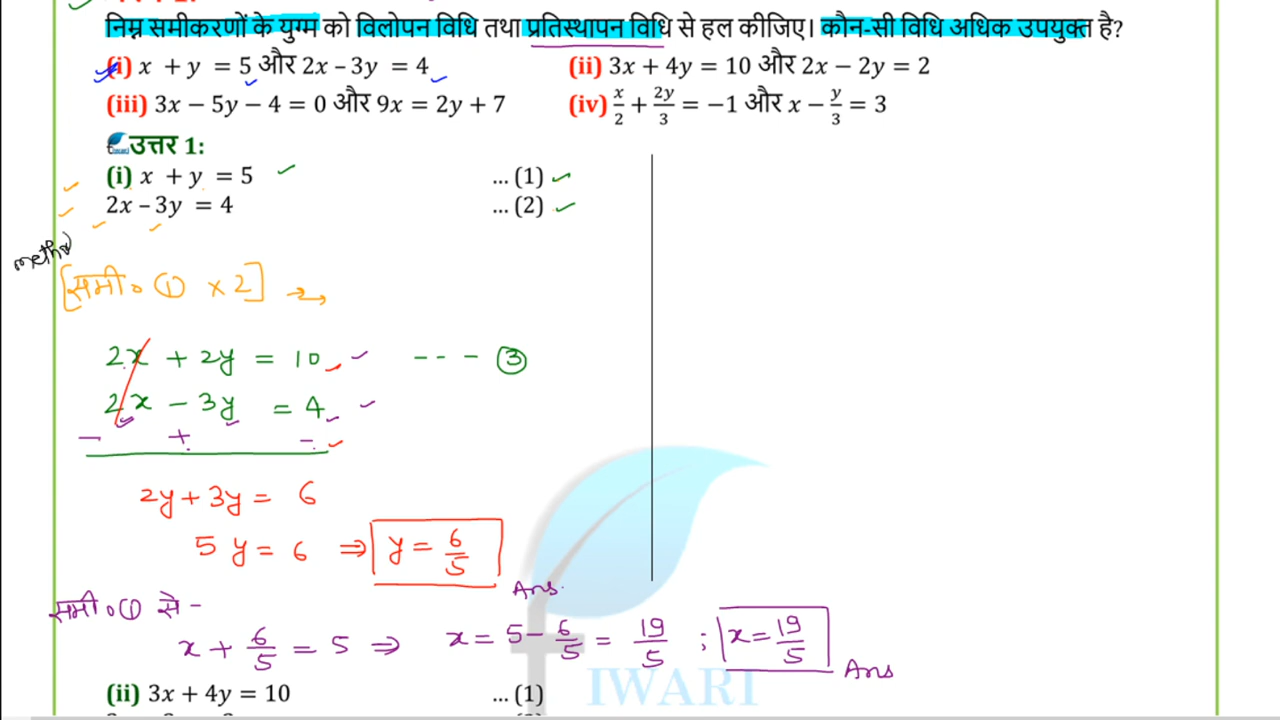 निम्न समीकरणों के युग्म को विलोपन विधि तथा प्रतिस्थापन विधि से हल कीजिए। कौन-सी विधि अधिक उपयुक्त है?
(i) x + y = 5 और 2x – 3y = 4 (ii) 3x + 4y = 10 और 2x − 2y = 2
(iii) 3x − 5y − 4 = 0 और 9x = 2y + 7 (iv) x/2 + 2y/3 = −1 और x − y/3 = 3
उत्तर 1:
(i) x + y = 5 ... (1)
2x – 3y = 4 ... (2)
[समी० ① × 2]
2x + 2y = 10 --- ③
2x − 3y = 4
− + −
2y + 3y = 6
5 y = 6 ⇒ y = 6/5
Ans.
समी० ① से -
x + 6/5 = 5 ⇒ x = 5 − 6/5 = 19/5 ; x = 19/5
Ans
IWARI
(ii) 3x + 4y = 10 ... (1)